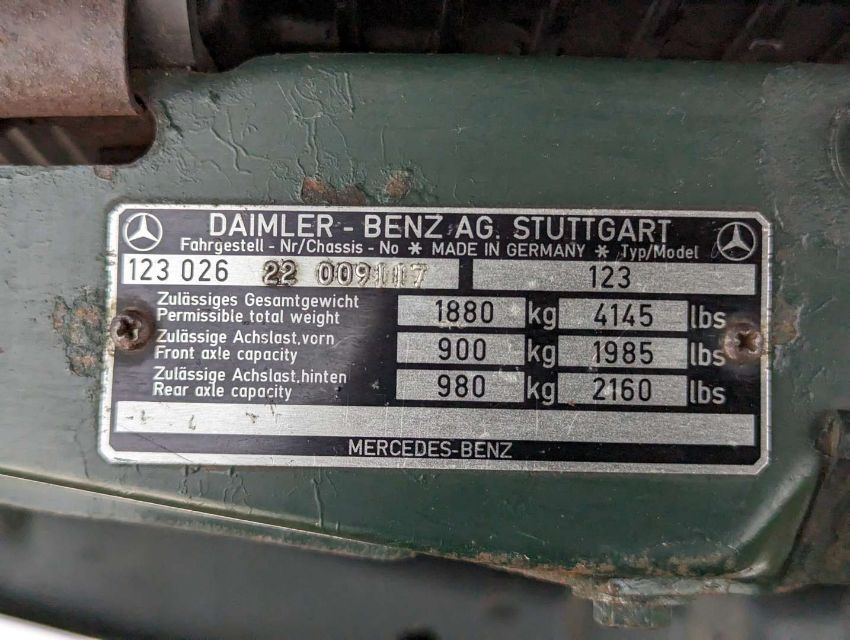 DAIMLER - BENZ AG. STUTTGART
Fahrgestell - Nr/Chassis - No * MADE IN GERMANY * Typ/Model
123 026 22 009117 123
Zulässiges Gesamtgewicht
Permissible total weight 1880 kg 4145 lbs
Zulässige Achslast,vorn
Front axle capacity 900 kg 1985 lbs
Zulässige Achslast,hinten
Rear axle capacity 980 kg 2160 lbs
MERCEDES-BENZ